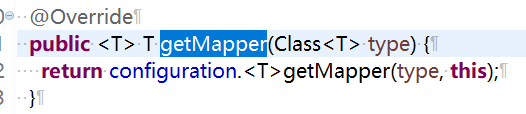 @Override
public <T> T getMapper(Class<T> type) {
return configuration.<T>getMapper(type, this);
}